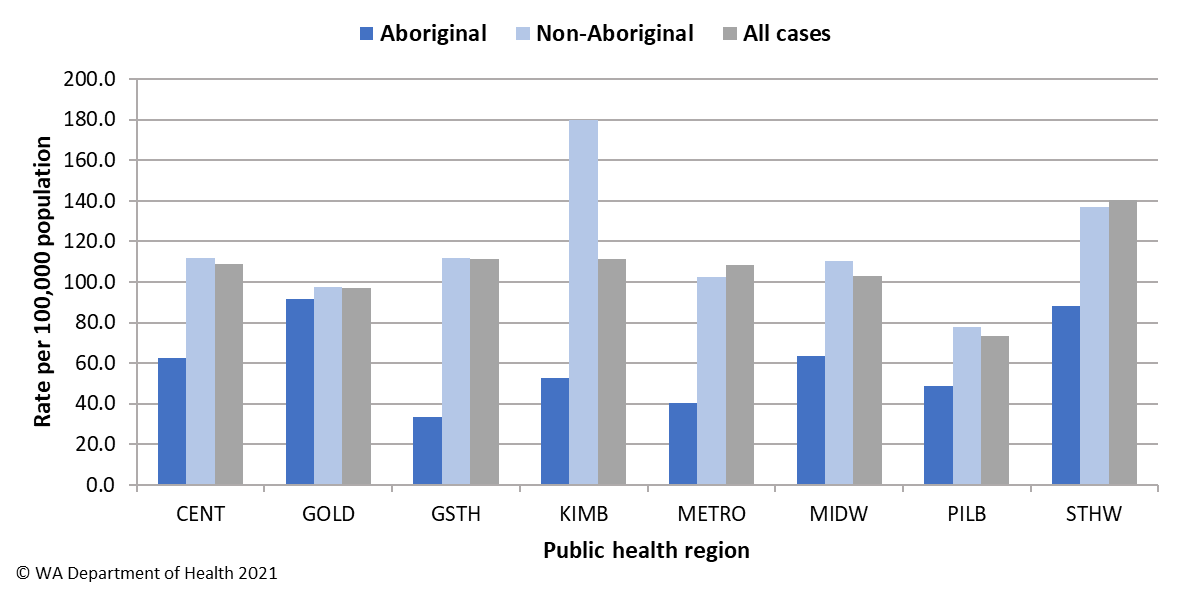 Aboriginal Non-Aboriginal All cases
200.0
180.0
160.0
140.0
120.0
100.0
80.0
60.0
40.0
20.0
0.0
Rate per 100,000 population
CENT GOLD GSTH KIMB METRO MIDW PILB STHW
Public health region
© WA Department of Health 2021